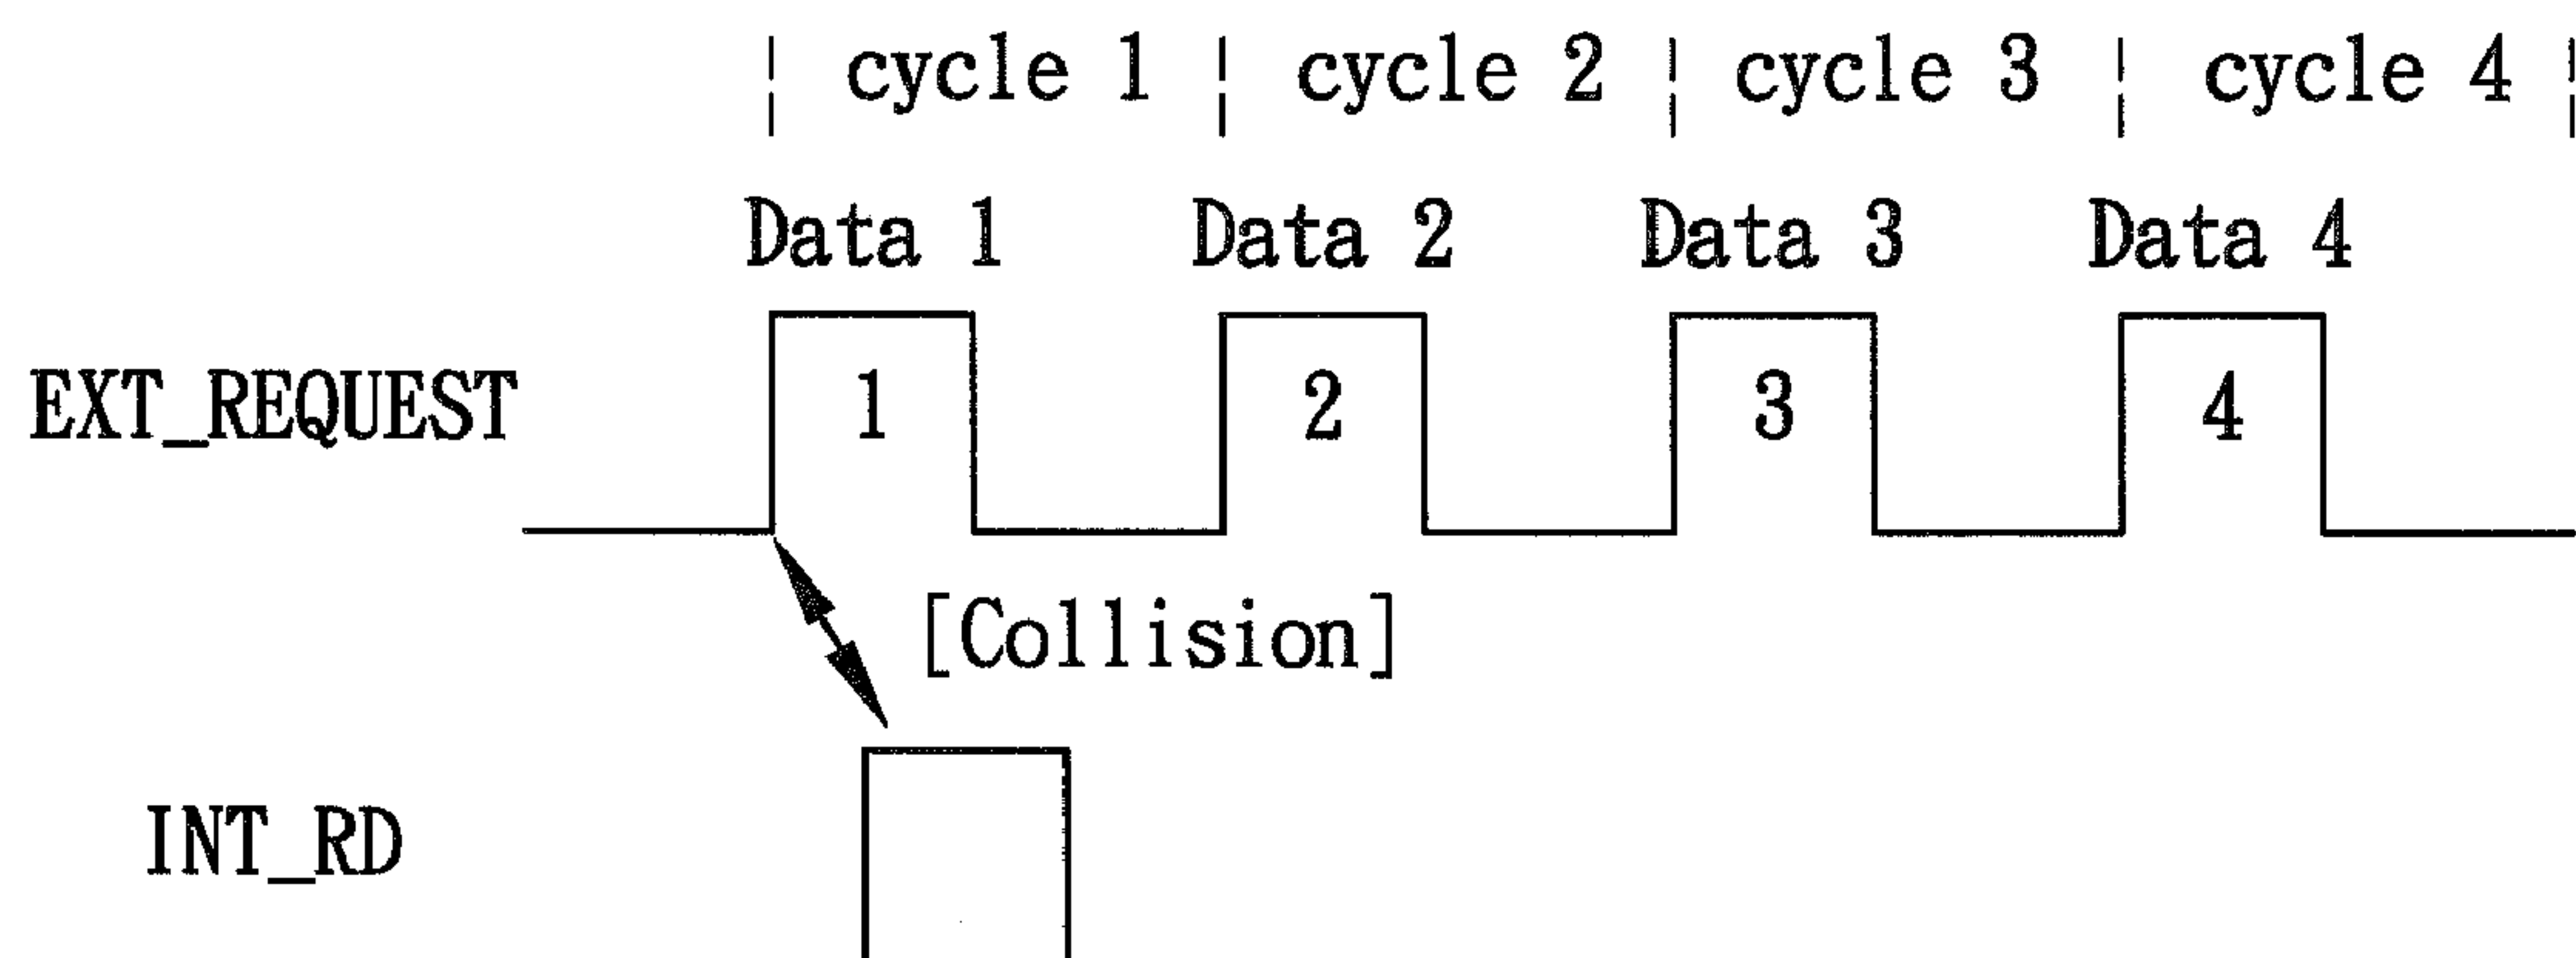 cycle 1 cycle 2 cycle 3 cycle 4
Data 1 Data 2 Data 3 Data 4
EXT_REQUEST 1 2 3 4
[Collision]
INT_RD